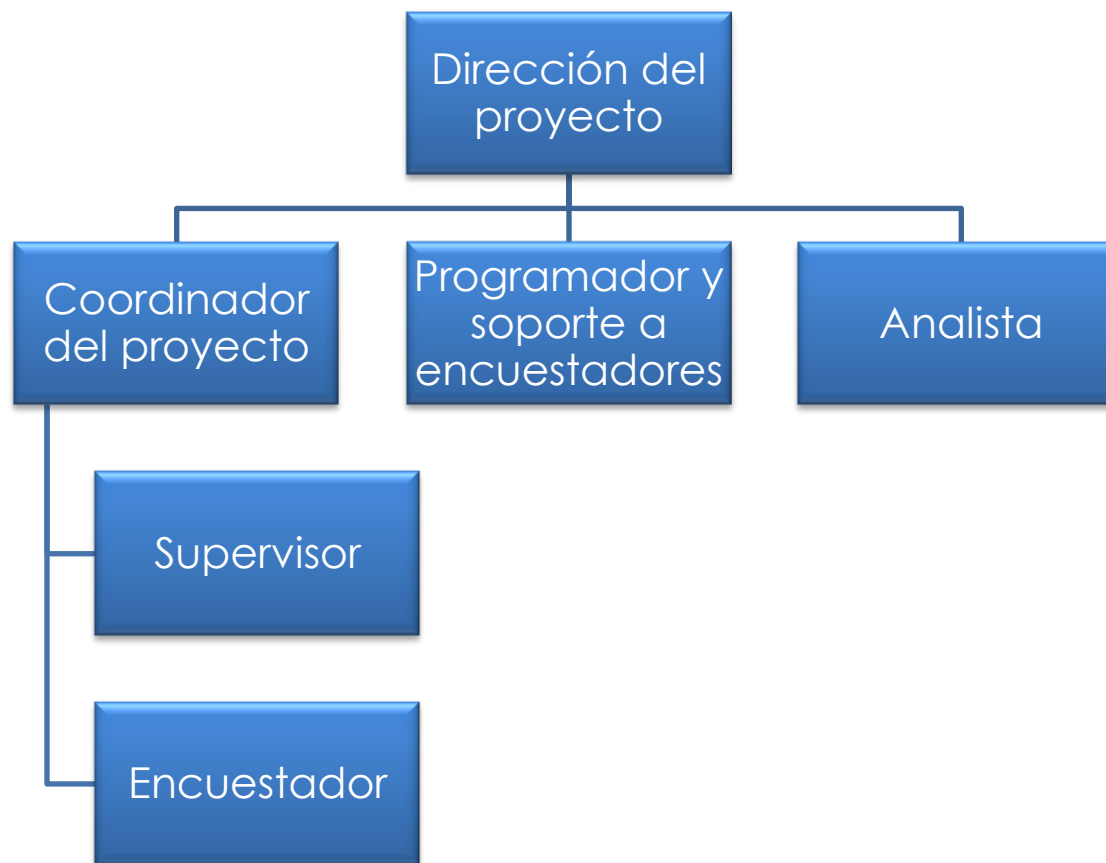 Dirección del
proyecto
Coordinador
del proyecto
Programador y
soporte a
encuestadores
Analista
Supervisor
Encuestador